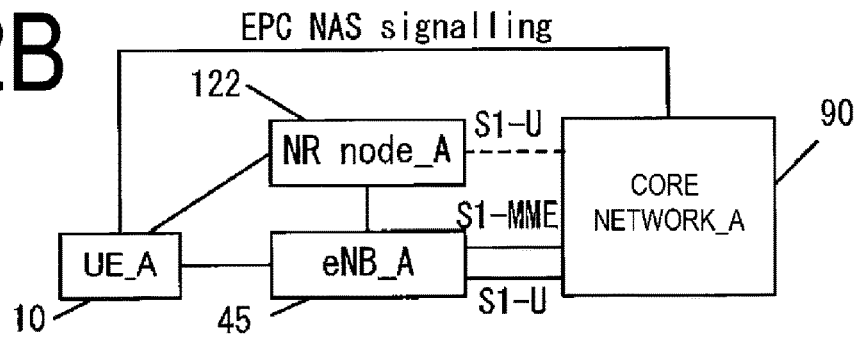 2B
EPC NAS signalling
122
S1-U
90
NR node_A
CORE
NETWORK_A
S1-MME
UE_A
eNB_A
S1-U
10
45